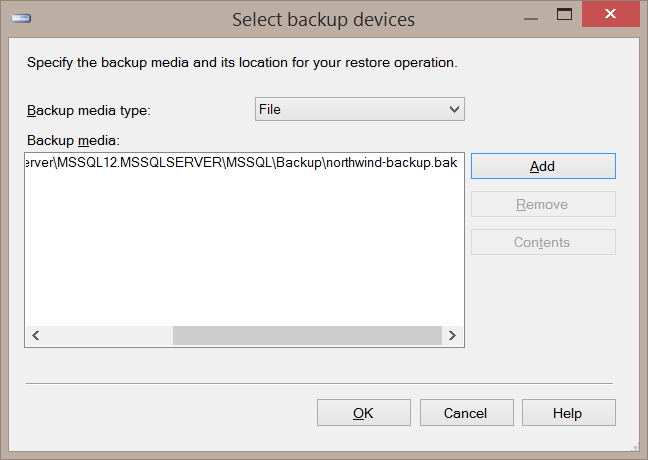 Select backup devices
Specify the backup media and its location for your restore operation.
Backup media type:
File
Backup media:
erver\MSSQL12.MSSQLSERVER\MSSQL\Backup\northwind-backup.bak
Add
Remove
Contents
OK
Cancel
Help